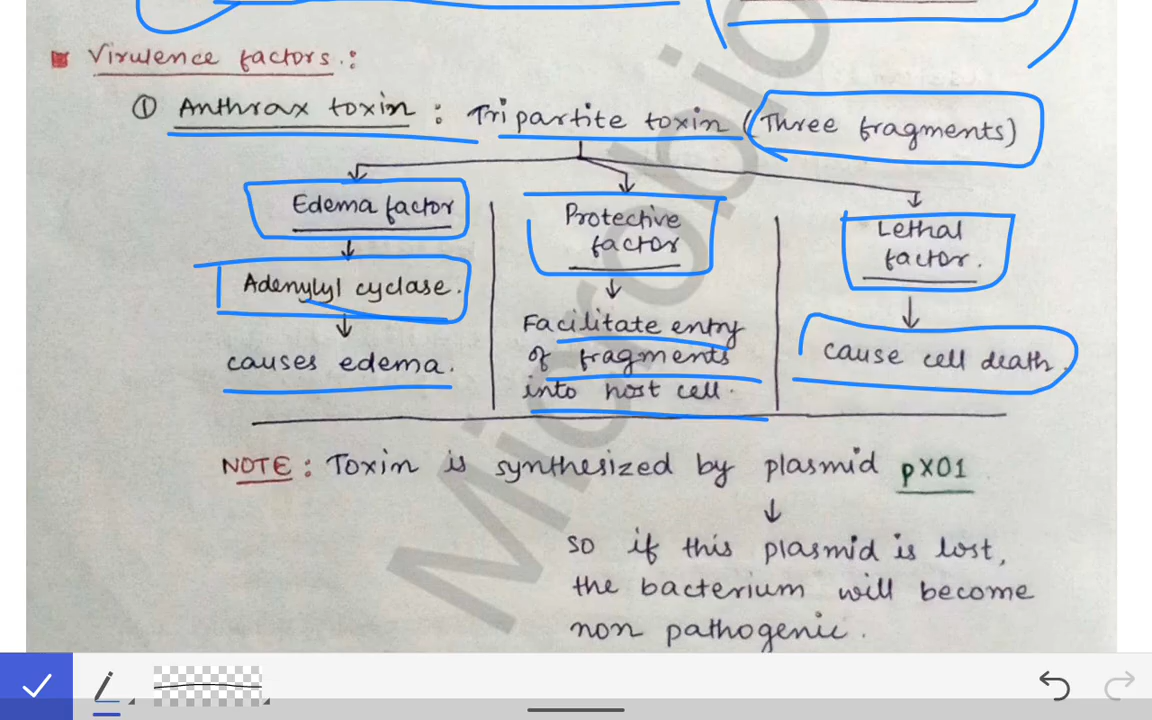 Virulence factors :
① Anthrax toxin : Tripartite toxin (Three fragments)
Edema factor
Adenylyl cyclase.
causes edema.
Protective
factor
Facilitate entry
of fragments
into host cell.
Lethal
factor.
cause cell death.
NOTE : Toxin is synthesized by plasmid pX01
so if this plasmid is lost,
the bacterium will become
non pathogenic.
Microbio